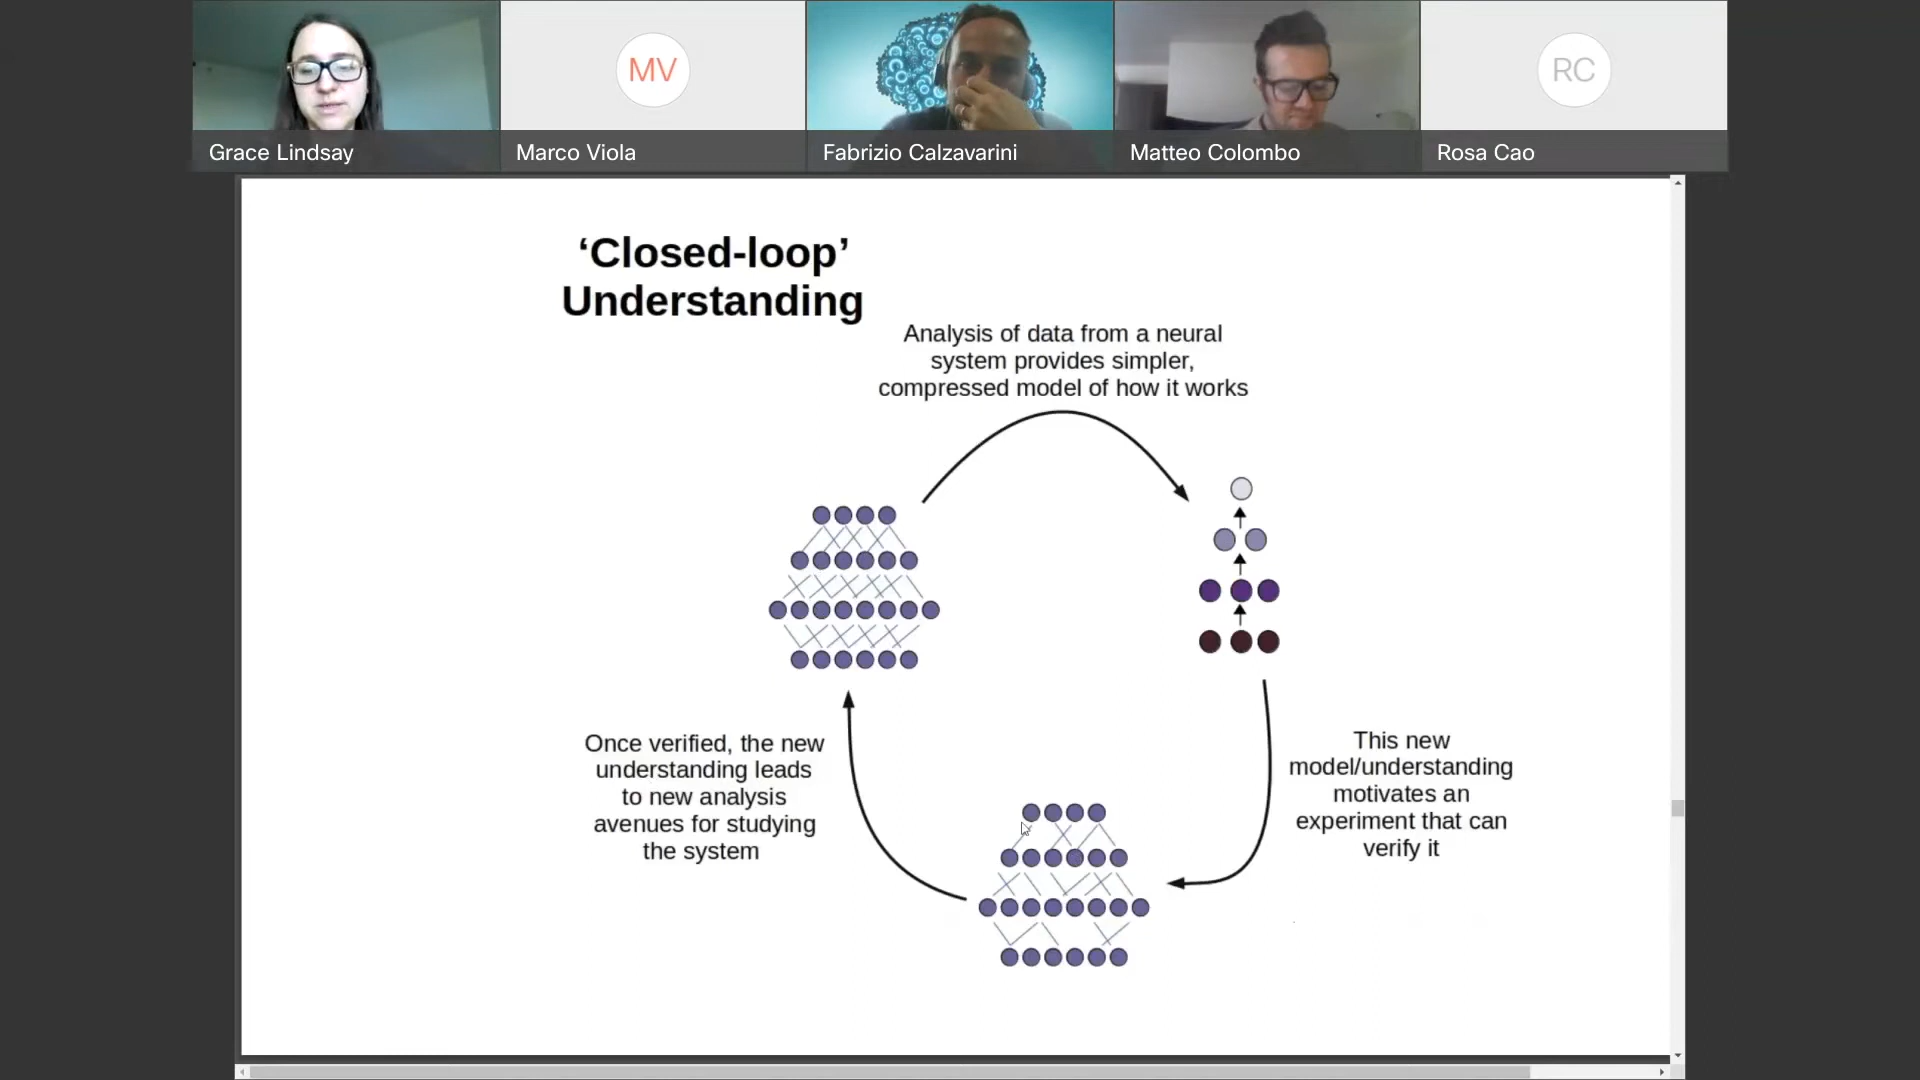 MV
RC
Grace Lindsay
Marco Viola
Fabrizio Calzavarini
Matteo Colombo
Rosa Cao
‘Closed-loop’
Understanding
Analysis of data from a neural
system provides simpler,
compressed model of how it works
This new
model/understanding
motivates an
experiment that can
verify it
Once verified, the new
understanding leads
to new analysis
avenues for studying
the system